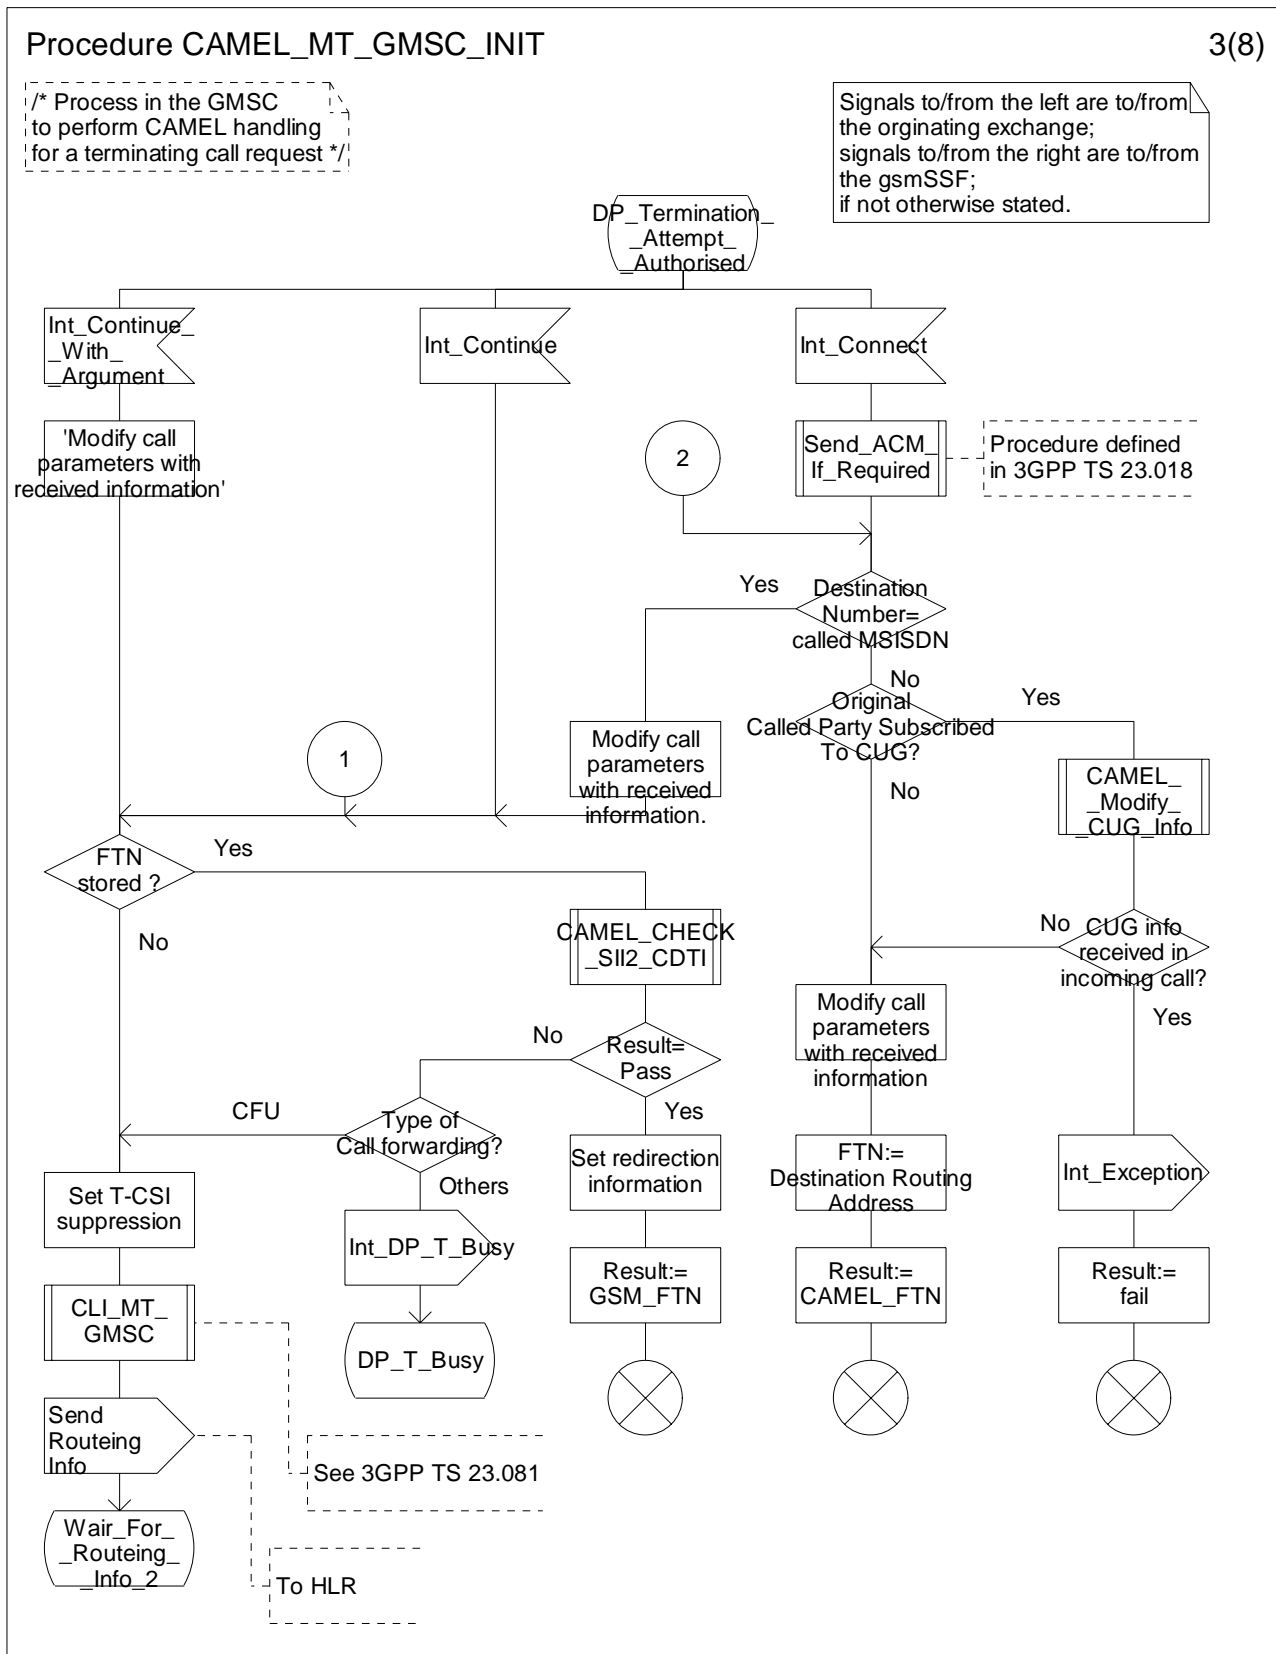 Procedure CAMEL_MT_GMSC_INIT
3(8)
/* Process in the GMSC
to perform CAMEL handling
for a terminating call request */
Signals to/from the left are to/from
the orginating exchange;
signals to/from the right are to/from
the gsmSSF;
if not otherwise stated.
DP_Termination_
_Attempt_
_Authorised
Int_Continue_
_With_
_Argument
Int_Continue
Int_Connect
'Modify call
parameters with
received information'
2
Send_ACM_
If_Required
Procedure defined
in 3GPP TS 23.018
Yes
Destination
Number=
called MSISDN
No
Original
Called Party Subscribed
To CUG?
Yes
No
1
Modify call
parameters
with received
information.
CAMEL_
_Modify_
_CUG_Info
FTN
stored ?
Yes
No
CAMEL_CHECK
_SII2_CDTI
No
CUG info
received in
incoming call?
Yes
Modify call
parameters
with received
information
No
Result=
Pass
Yes
CFU
Type of
Call forwarding?
Others
Set redirection
information
FTN:=
Destination Routing
Address
Int_Exception
Set T-CSI
suppression
Int_DP_T_Busy
Result:=
GSM_FTN
Result:=
CAMEL_FTN
Result:=
fail
CLI_MT_
GMSC
DP_T_Busy
Send
Routeing
Info
See 3GPP TS 23.081
Wair_For_
_Routeing_
_Info_2
To HLR